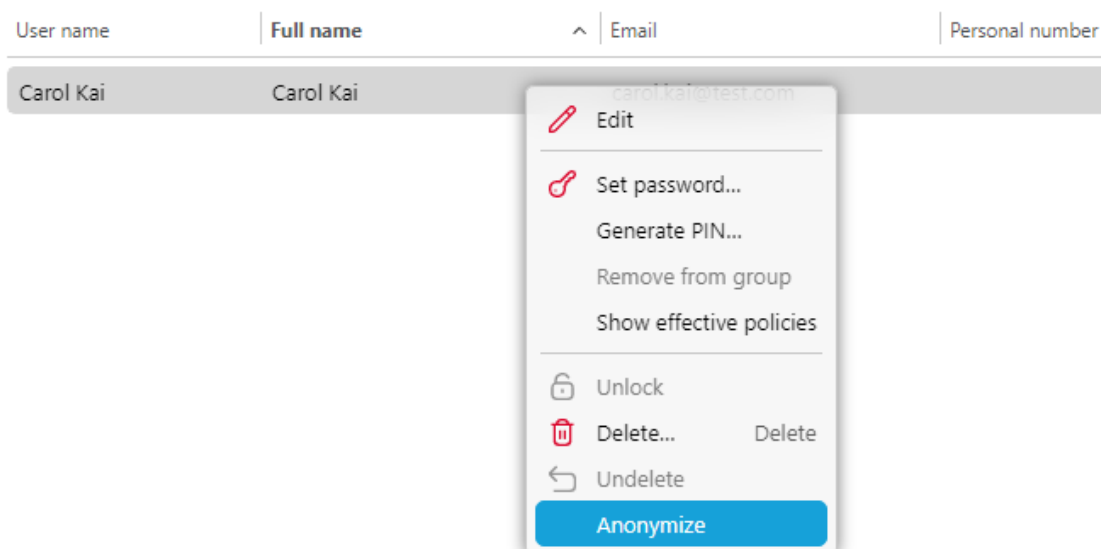 User name Full name Email Personal number
Carol Kai Carol Kai carol.kai@test.com
Edit
Set password...
Generate PIN...
Remove from group
Show effective policies
Unlock
Delete... Delete
Undelete
Anonymize